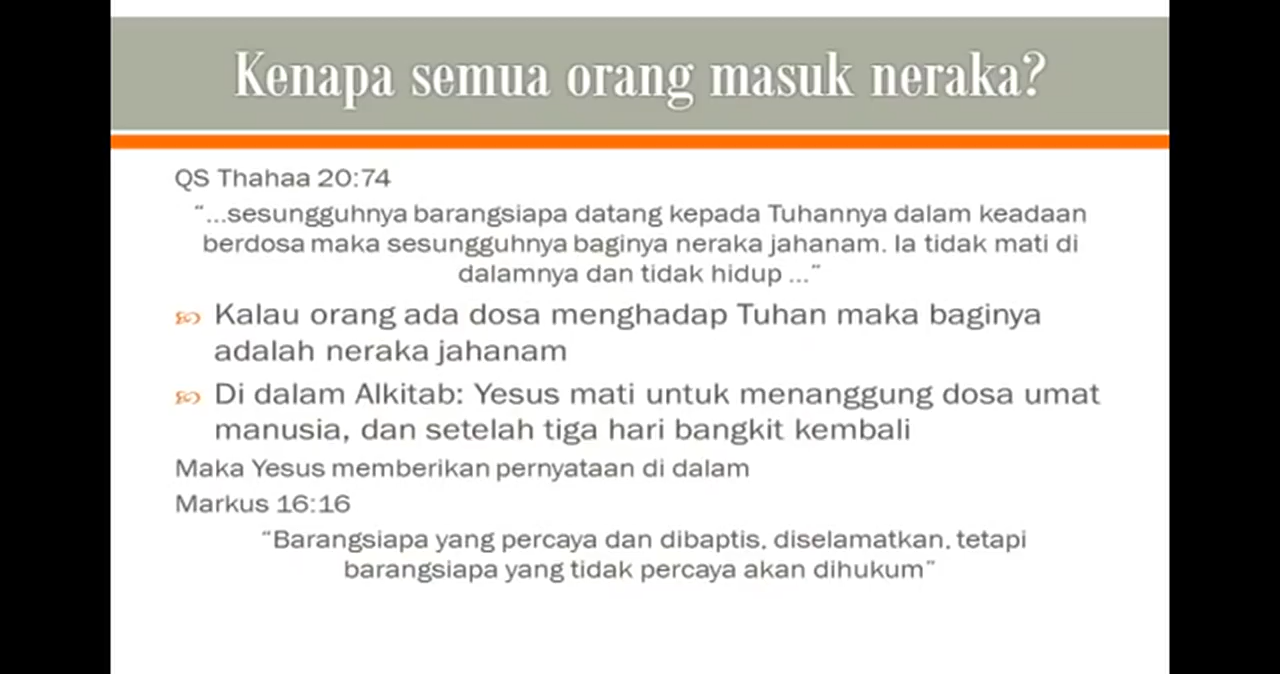 Kenapa semua orang masuk neraka?
QS Thahaa 20:74
“...sesungguhnya barangsiapa datang kepada Tuhannya dalam keadaan
berdosa maka sesungguhnya baginya neraka jahanam. Ia tidak mati di
dalamnya dan tidak hidup ...”
Kalau orang ada dosa menghadap Tuhan maka baginya
adalah neraka jahanam
Di dalam Alkitab: Yesus mati untuk menanggung dosa umat
manusia, dan setelah tiga hari bangkit kembali
Maka Yesus memberikan pernyataan di dalam
Markus 16:16
“Barangsiapa yang percaya dan dibaptis, diselamatkan, tetapi
barangsiapa yang tidak percaya akan dihukum”